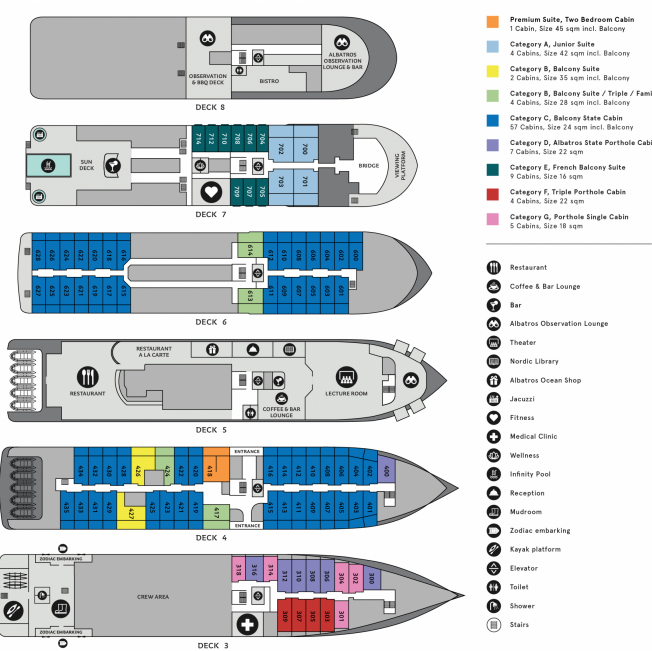 Premium Suite, Two Bedroom Cabin
1 Cabin, Size 45 sqm incl. Balcony
Category A, Junior Suite
4 Cabins, Size 42 sqm incl. Balcony
Category B, Balcony Suite
2 Cabins, Size 35 sqm incl. Balcony
Category B, Balcony Suite / Triple / Fami
4 Cabins, Size 28 sqm incl. Balcony
Category C, Balcony State Cabin
57 Cabins, Size 24 sqm incl. Balcony
Category D, Albatros State Porthole Cabi
7 Cabins, Size 22 sqm
Category E, French Balcony Suite
9 Cabins, Size 16 sqm
Category F, Triple Porthole Cabin
4 Cabins, Size 22 sqm
Category G, Porthole Single Cabin
5 Cabins, Size 18 sqm
Restaurant
Coffee & Bar Lounge
Bar
Albatros Observation Lounge
Theater
Nordic Library
Albatros Ocean Shop
Jacuzzi
Fitness
Medical Clinic
Wellness
Infinity Pool
Reception
Mudroom
Zodiac embarking
Kayak platform
Elevator
Toilet
Shower
Stairs
OBSERVATION
& BBQ DECK
BISTRO
ALBATROS
OBSERVATION
LOUNGE & BAR
DECK 8
714 712 710 708 706 704
702 700
SUN
DECK
BRIDGE
VIEWING
PLATFORM
703 701
709 707 705
DECK 7
628 626 624 622 620 618 616
614
612 610 608 606 604 602 600
627 625 623 621 619 617 615
613
611 609 607 605 603 601
DECK 6
RESTAURANT
A LA CARTE
RESTAURANT
COFFEE & BAR
LOUNGE
LECTURE ROOM
DECK 5
ENTRANCE
434 432 430 428 426 424 422 420 418
416 414 412 410 408 406 404 402 400
435 433 431 429 427 425 423 421 419 417
415 413 411 409 407 405 403 401
ENTRANCE
DECK 4
ZODIAC EMBARKING
318 316 314 312 310 308 306 304 302 300
CREW AREA
309 307 305 303 301
ZODIAC EMBARKING
DECK 3